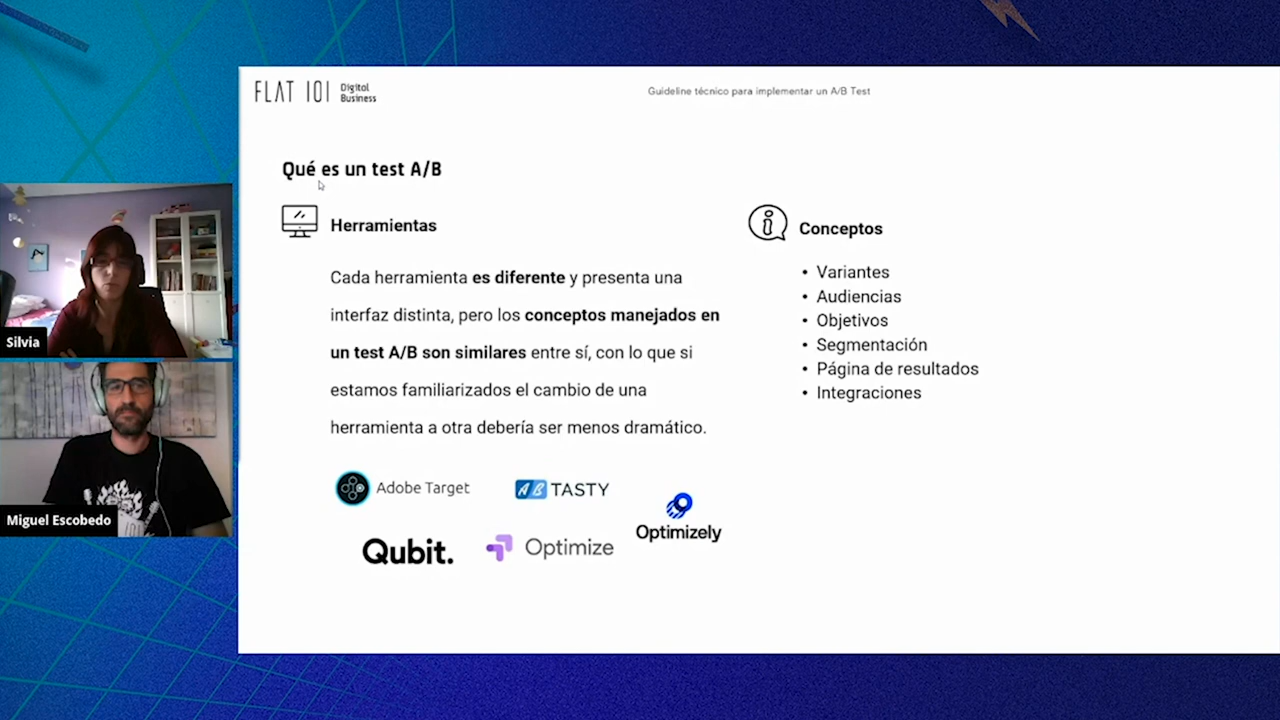 FLAT 101 Digital Business
Guideline técnico para implementar un A/B Test
Qué es un test A/B
Herramientas
Cada herramienta es diferente y presenta una
interfaz distinta, pero los conceptos manejados en
un test A/B son similares entre sí, con lo que si
estamos familiarizados el cambio de una
herramienta a otra debería ser menos dramático.
Adobe Target
AB TASTY
Optimizely
Qubit.
Optimize
Conceptos
• Variantes
• Audiencias
• Objetivos
• Segmentación
• Página de resultados
• Integraciones
Silvia
Miguel Escobedo